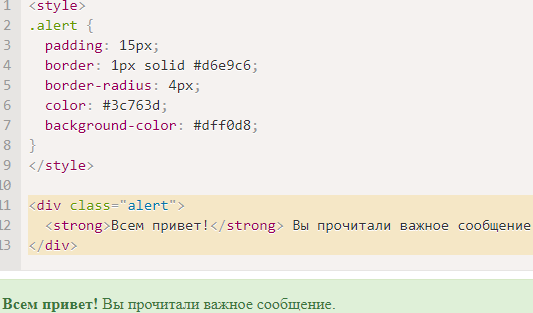 1 <style>
2 .alert {
3   padding: 15px;
4   border: 1px solid #d6e9c6;
5   border-radius: 4px;
6   color: #3c763d;
7   background-color: #dff0d8;
8 }
9 </style>
10
11 <div class="alert">
12   <strong>Всем привет!</strong> Вы прочитали важное сообщение
13 </div>
Всем привет! Вы прочитали важное сообщение.